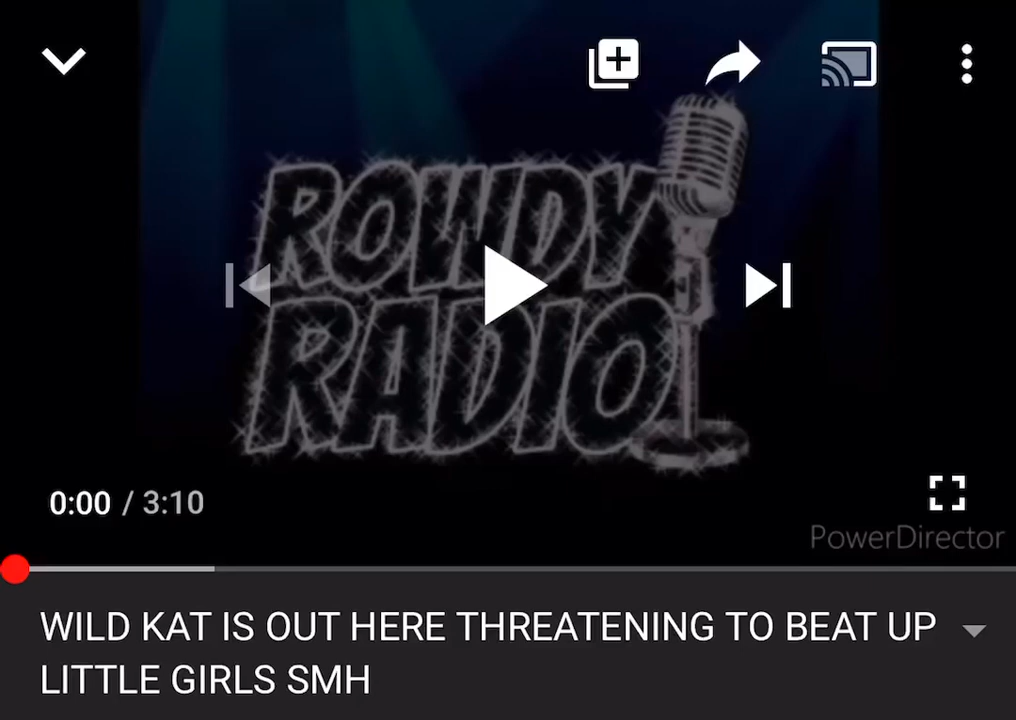 ROWDY
RADIO
0:00 / 3:10
PowerDirector
WILD KAT IS OUT HERE THREATENING TO BEAT UP
LITTLE GIRLS SMH